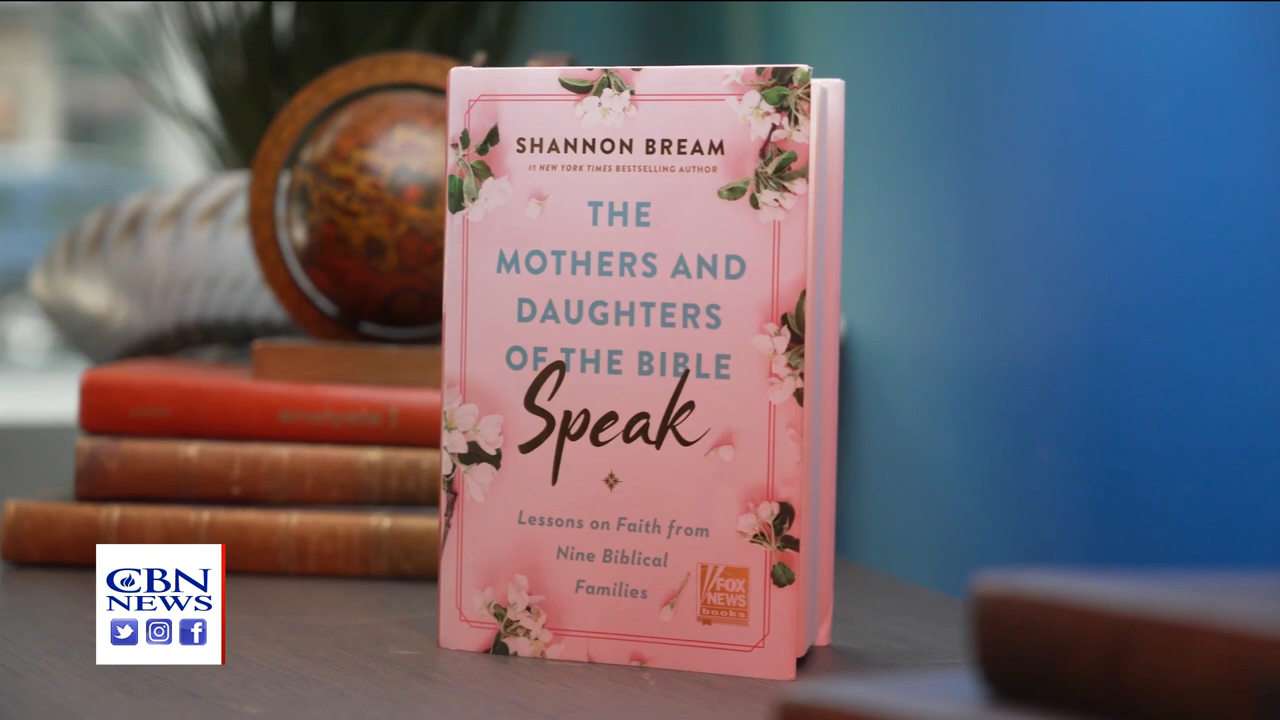 SHANNON BREAM
#1 NEW YORK TIMES BESTSELLING AUTHOR
THE
MOTHERS AND
DAUGHTERS
OF THE BIBLE
Speak
Lessons on Faith from
Nine Biblical
Families
FOX
NEWS
books
CBN
NEWS